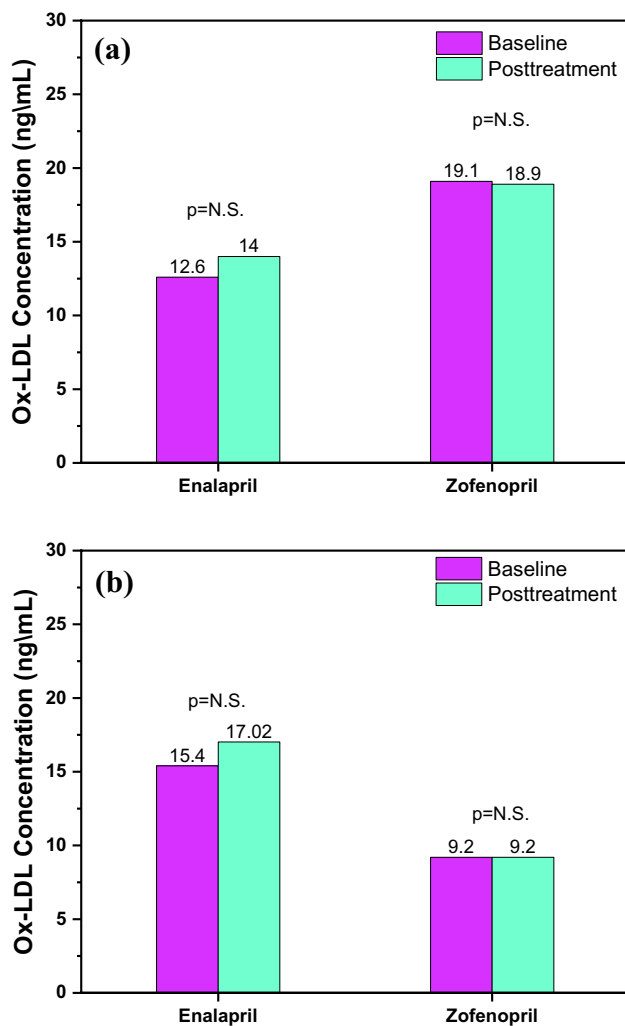 30
(a)
Baseline
Posttreatment
25
p=N.S.
20
19.1
18.9
p=N.S.
15
12.6
14
10
5
0
Ox-LDL Concentration (ng\mL)
Enalapril
Zofenopril
30
(b)
Baseline
Posttreatment
25
20
p=N.S.
17.02
15.4
15
p=N.S.
10
9.2
9.2
5
0
Ox-LDL Concentration (ng\mL)
Enalapril
Zofenopril